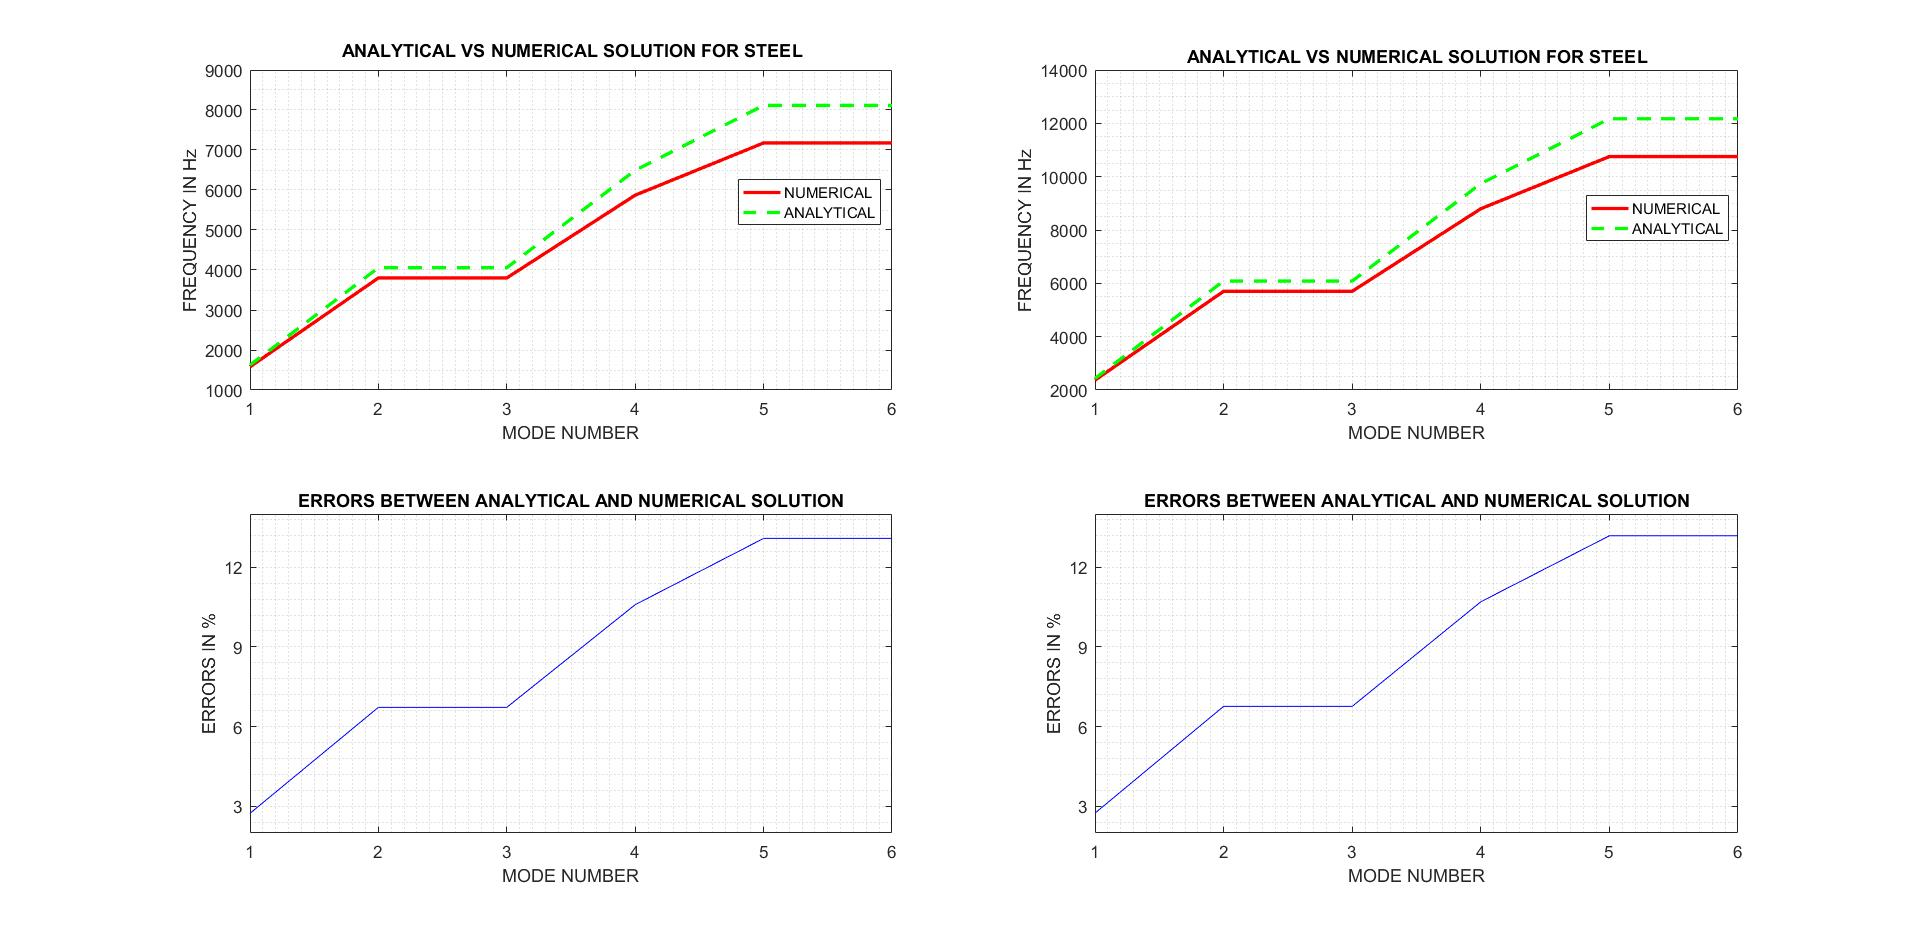 ANALYTICAL VS NUMERICAL SOLUTION FOR STEEL
9000
8000
7000
6000
5000
4000
3000
2000
1000
FREQUENCY IN Hz
NUMERICAL
ANALYTICAL
1 2 3 4 5 6
MODE NUMBER
ANALYTICAL VS NUMERICAL SOLUTION FOR STEEL
14000
12000
10000
8000
6000
4000
2000
FREQUENCY IN Hz
NUMERICAL
ANALYTICAL
1 2 3 4 5 6
MODE NUMBER
ERRORS BETWEEN ANALYTICAL AND NUMERICAL SOLUTION
12
9
6
3
ERRORS IN %
1 2 3 4 5 6
MODE NUMBER
ERRORS BETWEEN ANALYTICAL AND NUMERICAL SOLUTION
12
9
6
3
ERRORS IN %
1 2 3 4 5 6
MODE NUMBER